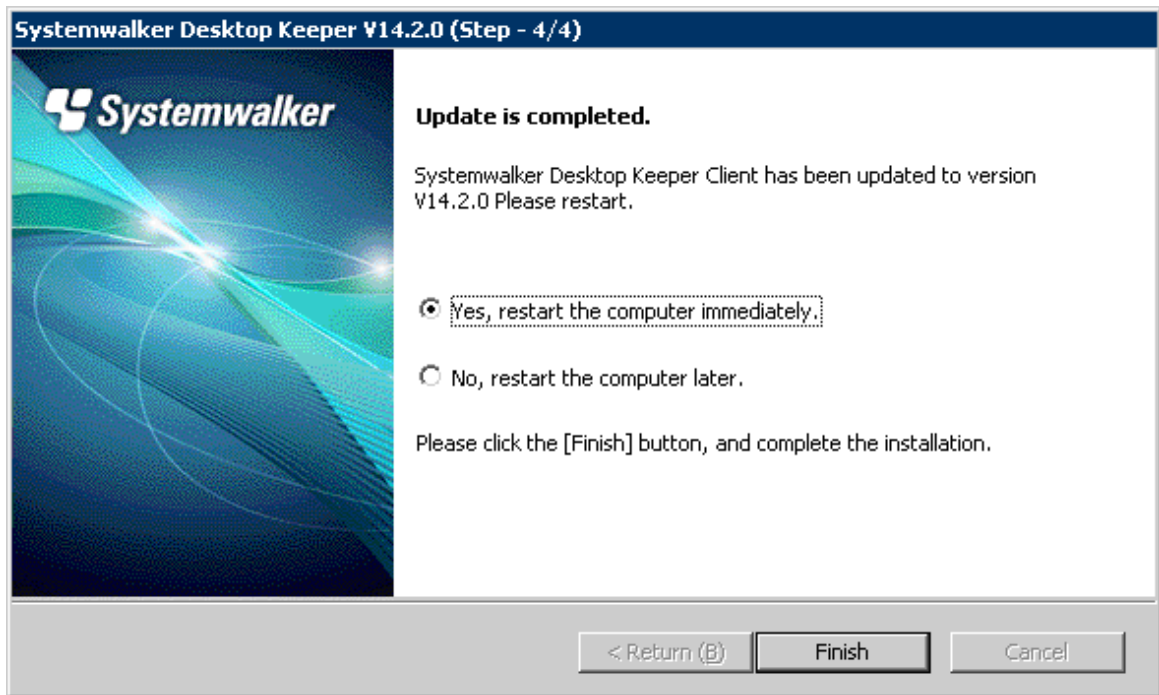 Systemwalker Desktop Keeper V14.2.0 (Step - 4/4)
Systemwalker
Update is completed.
Systemwalker Desktop Keeper Client has been updated to version
V14.2.0 Please restart.
Yes, restart the computer immediately.
No, restart the computer later.
Please click the [Finish] button, and complete the installation.
< Return (B)
Finish
Cancel